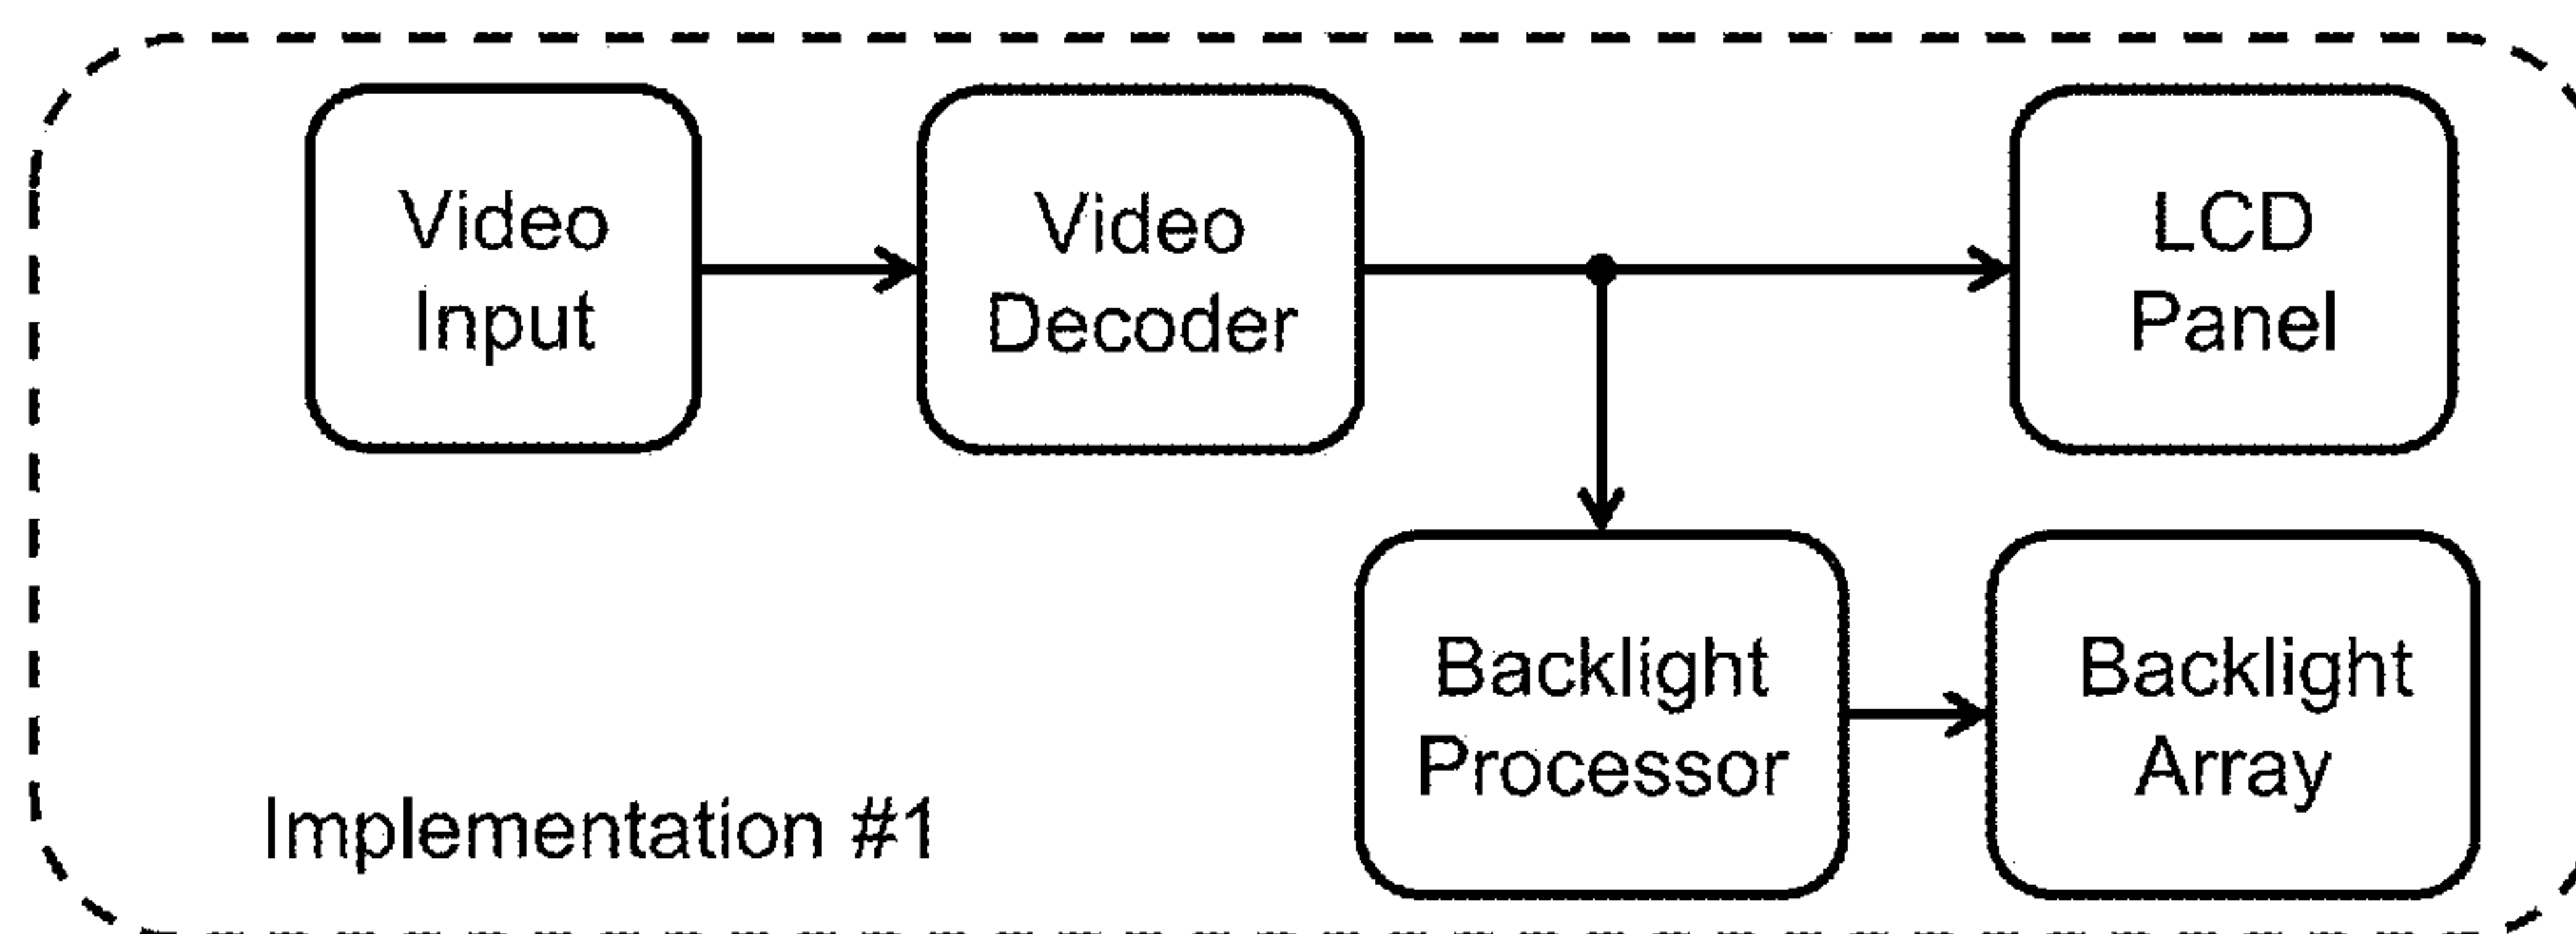 Video
Input
Video
Decoder
LCD
Panel
Backlight
Processor
Backlight
Array
Implementation #1